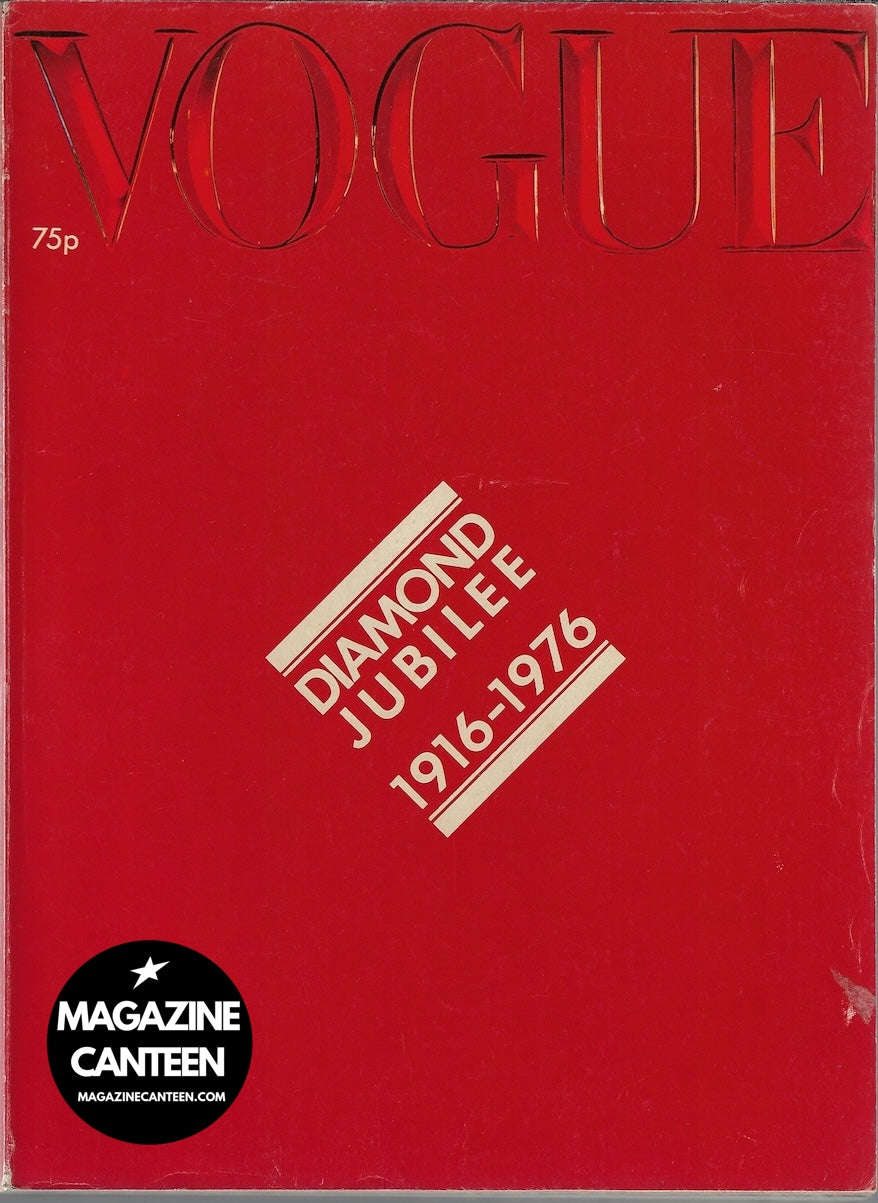 VOGUE
75p
DIAMOND
JUBILEE
1916-1976
MAGAZINE
CANTEEN
MAGAZINECANTEEN.COM